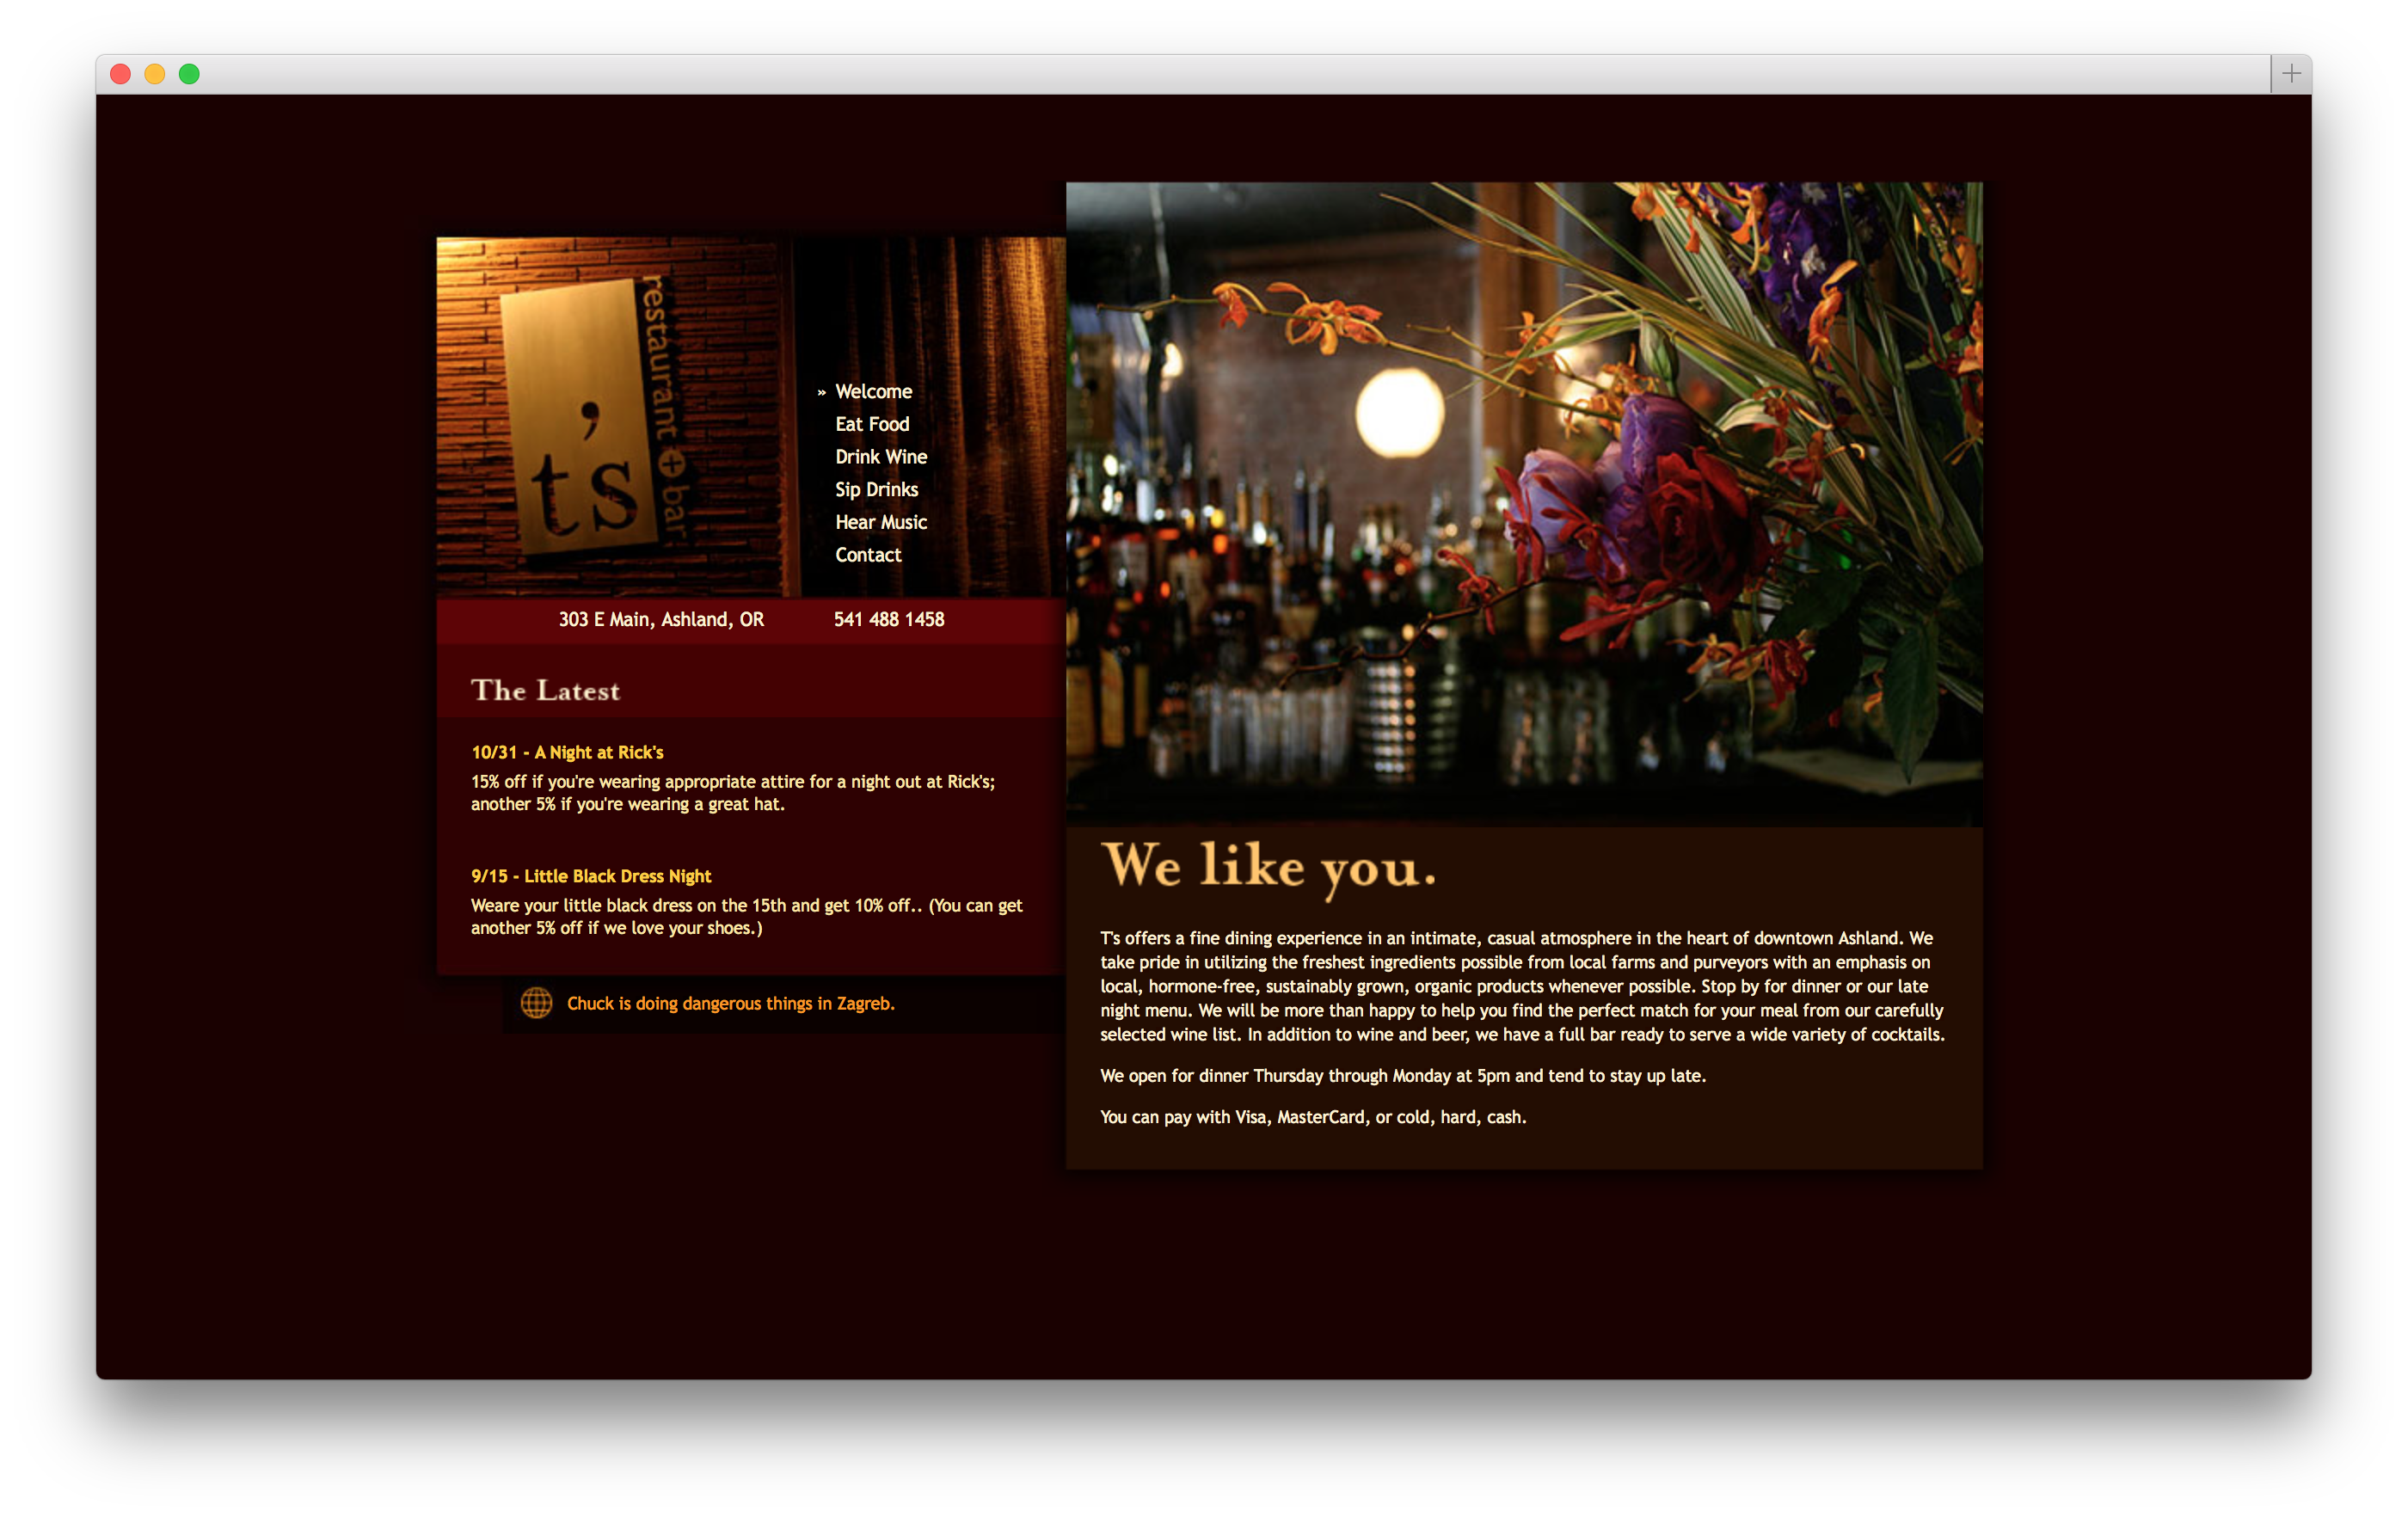 t's
restaurant + bar
» Welcome
Eat Food
Drink Wine
Sip Drinks
Hear Music
Contact
303 E Main, Ashland, OR 541 488 1458
The Latest
10/31 - A Night at Rick's
15% off if you're wearing appropriate attire for a night out at Rick's;
another 5% if you're wearing a great hat.
9/15 - Little Black Dress Night
Weare your little black dress on the 15th and get 10% off.. (You can get
another 5% off if we love your shoes.)
Chuck is doing dangerous things in Zagreb.
We like you.
T's offers a fine dining experience in an intimate, casual atmosphere in the heart of downtown Ashland. We
take pride in utilizing the freshest ingredients possible from local farms and purveyors with an emphasis on
local, hormone-free, sustainably grown, organic products whenever possible. Stop by for dinner or our late
night menu. We will be more than happy to help you find the perfect match for your meal from our carefully
selected wine list. In addition to wine and beer, we have a full bar ready to serve a wide variety of cocktails.
We open for dinner Thursday through Monday at 5pm and tend to stay up late.
You can pay with Visa, MasterCard, or cold, hard, cash.